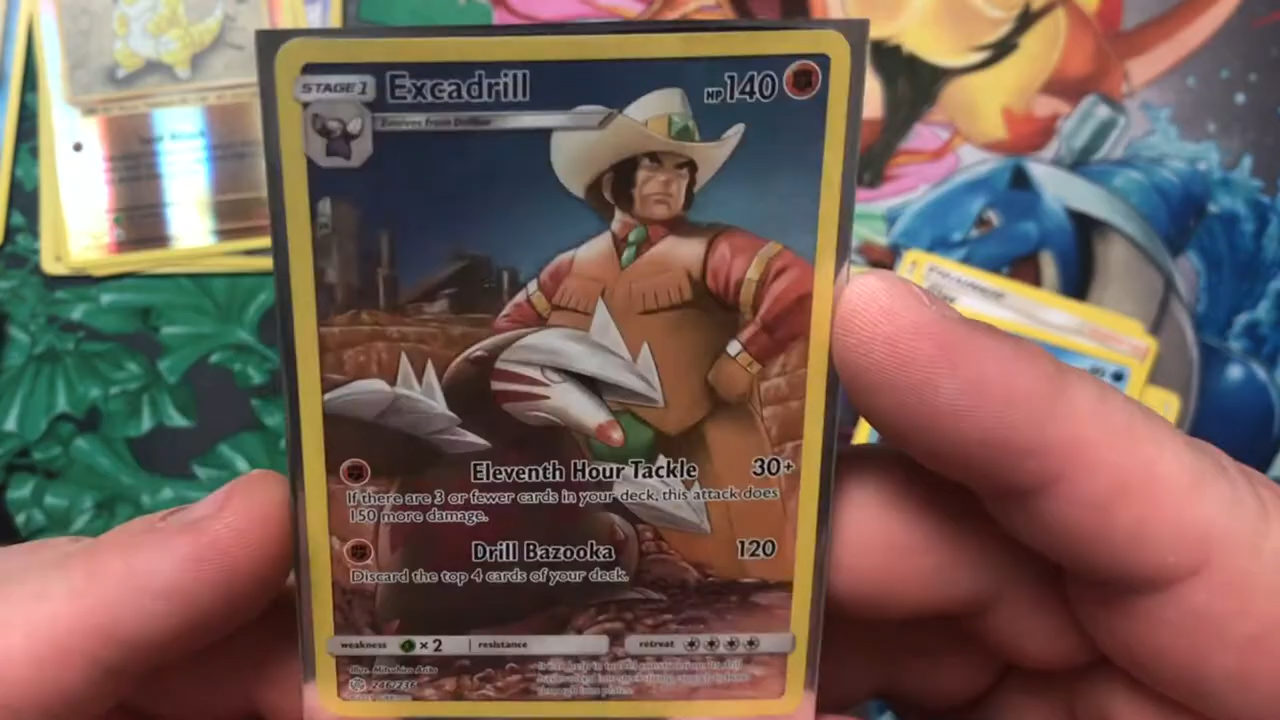 STAGE 1 Excadrill HP 140
Evolves from Drilbur
Eleventh Hour Tackle 30+
If there are 3 or fewer cards in your deck, this attack does
150 more damage.
Drill Bazooka 120
Discard the top 4 cards of your deck.
weakness × 2 resistance retreat
Illus. Mitsuhiro Arita
246/236